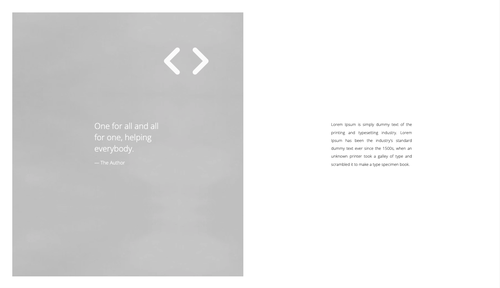 One for all and all
for one, helping
everybody.
— The Author
Lorem Ipsum is simply dummy text of the
printing and typesetting industry. Lorem
Ipsum has been the industry's standard
dummy text ever since the 1500s, when an
unknown printer took a galley of type and
scrambled it to make a type specimen book.